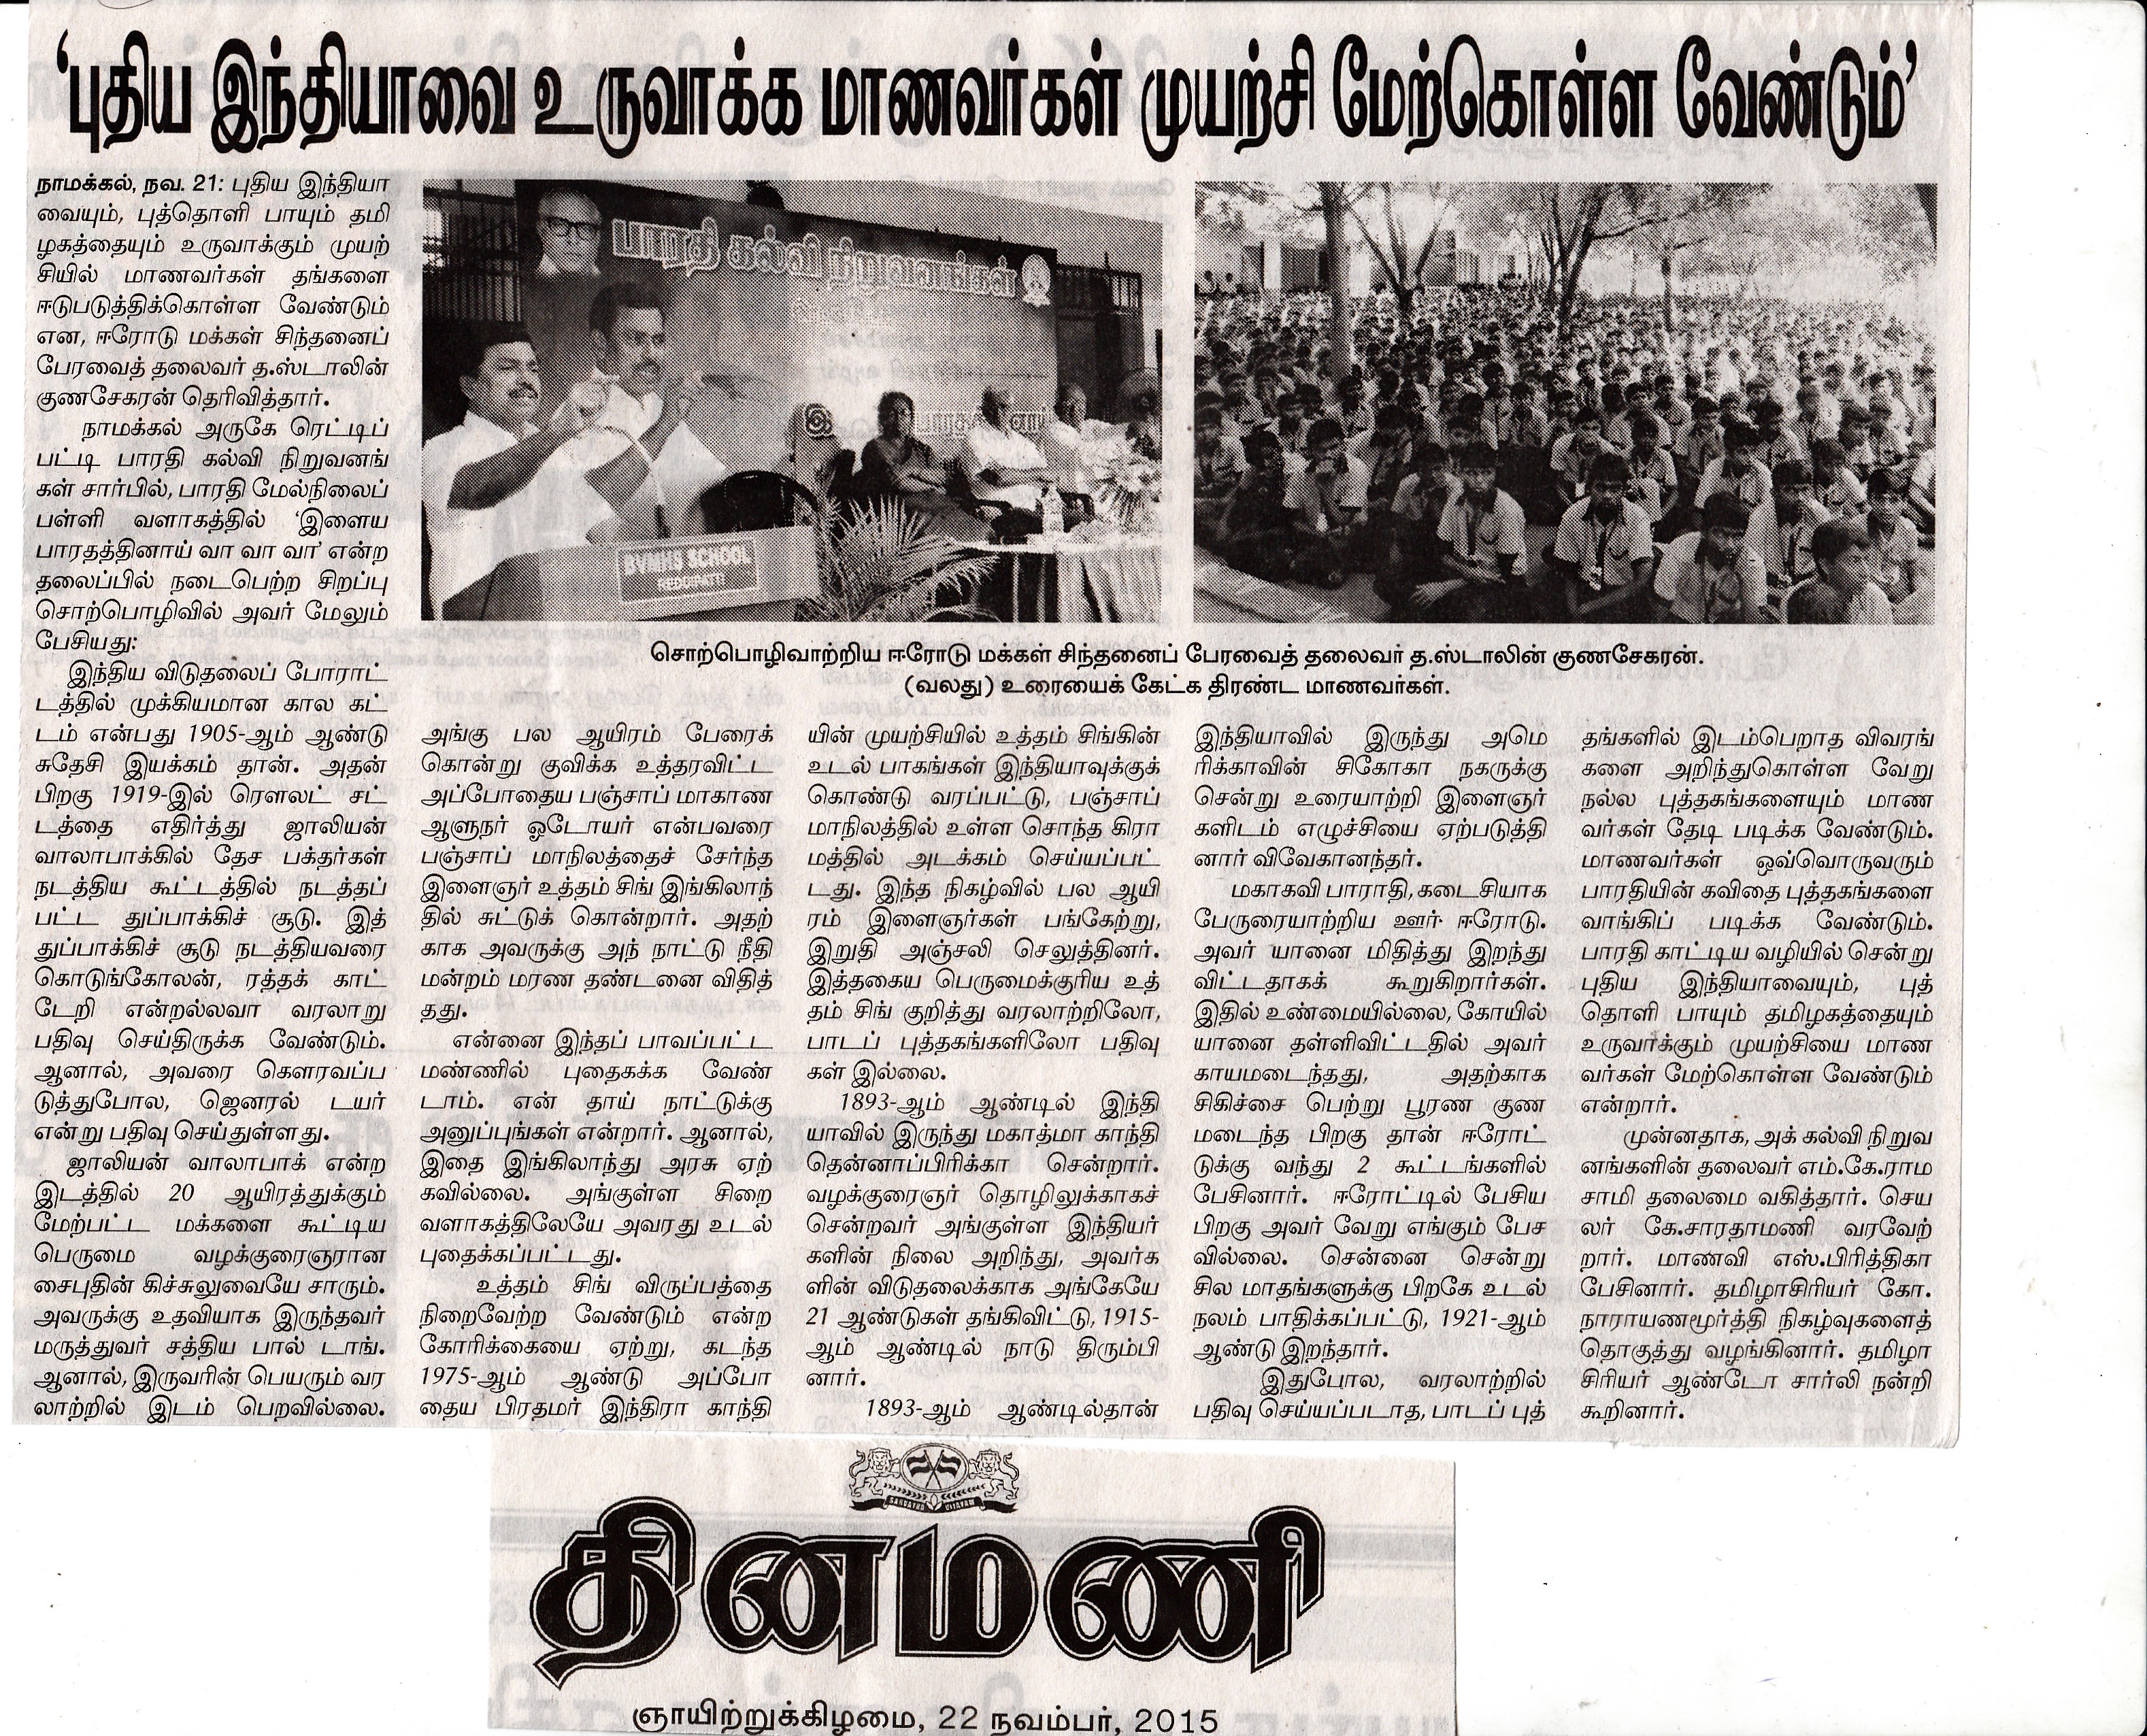 ‘புதிய இந்தியாவை உருவாக்க மாணவர்கள் முயற்சி மேற்கொள்ள வேண்டும்’
நாமக்கல், நவ. 21: புதிய இந்தியா
வையும், புத்தொளி பாயும் தமி
ழகத்தையும் உருவாக்கும் முயற்
சியில் மாணவர்கள் தங்களை
ஈடுபடுத்திக்கொள்ள வேண்டும்
என, ஈரோடு மக்கள் சிந்தனைப்
பேரவைத் தலைவர் த.ஸ்டாலின்
குணசேகரன் தெரிவித்தார்.
நாமக்கல் அருகே ரெட்டிப்
பட்டி பாரதி கல்வி நிறுவனங்
கள் சார்பில், பாரதி மேல்நிலைப்
பள்ளி வளாகத்தில் ‘இளைய
பாரதத்தினாய் வா வா வா’ என்ற
தலைப்பில் நடைபெற்ற சிறப்பு
சொற்பொழிவில் அவர் மேலும்
பேசியது:
இந்திய விடுதலைப் போராட்
டத்தில் முக்கியமான கால கட்
டம் என்பது 1905-ஆம் ஆண்டு
சுதேசி இயக்கம் தான். அதன்
பிறகு 1919-இல் ரௌலட் சட்
டத்தை எதிர்த்து ஜாலியன்
வாலாபாக்கில் தேச பக்தர்கள்
நடத்திய கூட்டத்தில் நடத்தப்
பட்ட துப்பாக்கிச் சூடு. இத்
துப்பாக்கிச் சூடு நடத்தியவரை
கொடுங்கோலன், ரத்தக் காட்
டேறி என்றல்லவா வரலாறு
பதிவு செய்திருக்க வேண்டும்.
ஆனால், அவரை கௌரவப்ப
டுத்துபோல, ஜெனரல் டயர்
என்று பதிவு செய்துள்ளது.
ஜாலியன் வாலாபாக் என்ற
இடத்தில் 20 ஆயிரத்துக்கும்
மேற்பட்ட மக்களை கூட்டிய
பெருமை வழக்குரைஞரான
சைபுதின் கிச்சுலுவையே சாரும்.
அவருக்கு உதவியாக இருந்தவர்
மருத்துவர் சத்திய பால் டாங்.
ஆனால், இருவரின் பெயரும் வர
லாற்றில் இடம் பெறவில்லை.
பாரதி கல்வி நிறுவனங்கள்
BVMHS SCHOOL
REDDIPATTI
சொற்பொழிவாற்றிய ஈரோடு மக்கள் சிந்தனைப் பேரவைத் தலைவர் த.ஸ்டாலின் குணசேகரன்.
(வலது) உரையைக் கேட்க திரண்ட மாணவர்கள்.
அங்கு பல ஆயிரம் பேரைக்
கொன்று குவிக்க உத்தரவிட்ட
அப்போதைய பஞ்சாப் மாகாண
ஆளுநர் ஓடோயர் என்பவரை
பஞ்சாப் மாநிலத்தைச் சேர்ந்த
இளைஞர் உத்தம் சிங் இங்கிலாந்
தில் சுட்டுக் கொன்றார். அதற்
காக அவருக்கு அந் நாட்டு நீதி
மன்றம் மரண தண்டனை விதித்
தது.
என்னை இந்தப் பாவப்பட்ட
மண்ணில் புதைகக்க வேண்
டாம். என் தாய் நாட்டுக்கு
அனுப்புங்கள் என்றார். ஆனால்,
இதை இங்கிலாந்து அரசு ஏற்
கவில்லை. அங்குள்ள சிறை
வளாகத்திலேயே அவரது உடல்
புதைக்கப்பட்டது.
உத்தம் சிங் விருப்பத்தை
நிறைவேற்ற வேண்டும் என்ற
கோரிக்கையை ஏற்று, கடந்த
1975-ஆம் ஆண்டு அப்போ
தைய பிரதமர் இந்திரா காந்தி
யின் முயற்சியில் உத்தம் சிங்கின்
உடல் பாகங்கள் இந்தியாவுக்குக்
கொண்டு வரப்பட்டு, பஞ்சாப்
மாநிலத்தில் உள்ள சொந்த கிரா
மத்தில் அடக்கம் செய்யப்பட்
டது. இந்த நிகழ்வில் பல ஆயி
ரம் இளைஞர்கள் பங்கேற்று,
இறுதி அஞ்சலி செலுத்தினர்.
இத்தகைய பெருமைக்குரிய உத்
தம் சிங் குறித்து வரலாற்றிலோ,
பாடப் புத்தகங்களிலோ பதிவு
கள் இல்லை.
1893-ஆம் ஆண்டில் இந்தி
யாவில் இருந்து மகாத்மா காந்தி
தென்னாப்பிரிக்கா சென்றார்.
வழக்குரைஞர் தொழிலுக்காகச்
சென்றவர் அங்குள்ள இந்தியர்
களின் நிலை அறிந்து, அவர்க
ளின் விடுதலைக்காக அங்கேயே
21 ஆண்டுகள் தங்கிவிட்டு, 1915-
ஆம் ஆண்டில் நாடு திரும்பி
னார்.
1893-ஆம் ஆண்டில்தான்
இந்தியாவில் இருந்து அமெ
ரிக்காவின் சிகோகா நகருக்கு
சென்று உரையாற்றி இளைஞர்
களிடம் எழுச்சியை ஏற்படுத்தி
னார் விவேகானந்தர்.
மகாகவி பாராதி, கடைசியாக
பேருரையாற்றிய ஊர் ஈரோடு.
அவர் யானை மிதித்து இறந்து
விட்டதாகக் கூறுகிறார்கள்.
இதில் உண்மையில்லை, கோயில்
யானை தள்ளிவிட்டதில் அவர்
காயமடைந்தது, அதற்காக
சிகிச்சை பெற்று பூரண குண
மடைந்த பிறகு தான் ஈரோட்
டுக்கு வந்து 2 கூட்டங்களில்
பேசினார். ஈரோட்டில் பேசிய
பிறகு அவர் வேறு எங்கும் பேச
வில்லை. சென்னை சென்று
சில மாதங்களுக்கு பிறகே உடல்
நலம் பாதிக்கப்பட்டு, 1921-ஆம்
ஆண்டு இறந்தார்.
இதுபோல, வரலாற்றில்
பதிவு செய்யப்படாத, பாடப் புத்
தங்களில் இடம்பெறாத விவரங்
களை அறிந்துகொள்ள வேறு
நல்ல புத்தகங்களையும் மாண
வர்கள் தேடி படிக்க வேண்டும்.
மாணவர்கள் ஒவ்வொருவரும்
பாரதியின் கவிதை புத்தகங்களை
வாங்கிப் படிக்க வேண்டும்.
பாரதி காட்டிய வழியில் சென்று
புதிய இந்தியாவையும், புத்
தொளி பாயும் தமிழகத்தையும்
உருவாக்கும் முயற்சியை மாண
வர்கள் மேற்கொள்ள வேண்டும்
என்றார்.
முன்னதாக, அக் கல்வி நிறுவ
னங்களின் தலைவர் எம்.கே.ராம
சாமி தலைமை வகித்தார். செய
லர் கே.சாரதாமணி வரவேற்
றார். மாணவி எஸ்.பிரித்திகா
பேசினார். தமிழாசிரியர் கோ.
நாராயணமூர்த்தி நிகழ்வுகளைத்
தொகுத்து வழங்கினார். தமிழா
சிரியர் ஆண்டோ சார்லி நன்றி
கூறினார்.
தினமணி
ஞாயிற்றுக்கிழமை, 22 நவம்பர், 2015